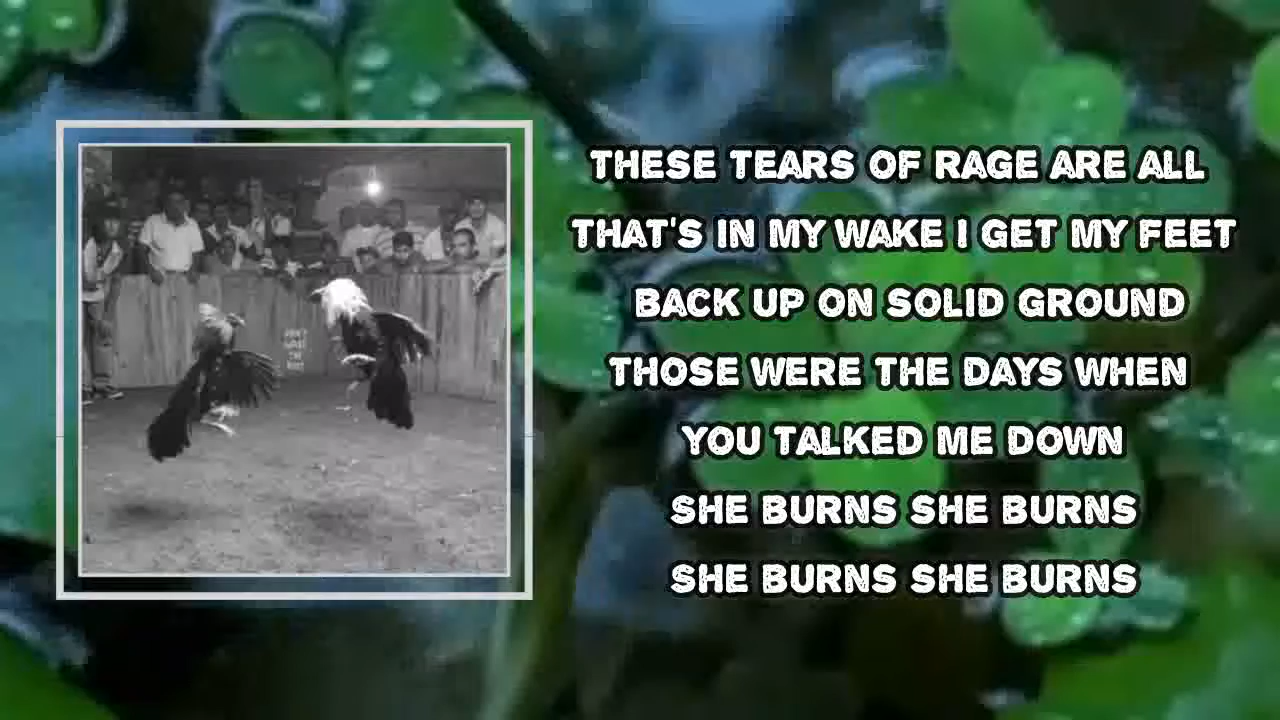 THESE TEARS OF RAGE ARE ALL
THAT'S IN MY WAKE I GET MY FEET
BACK UP ON SOLID GROUND
THOSE WERE THE DAYS WHEN
YOU TALKED ME DOWN
SHE BURNS SHE BURNS
SHE BURNS SHE BURNS